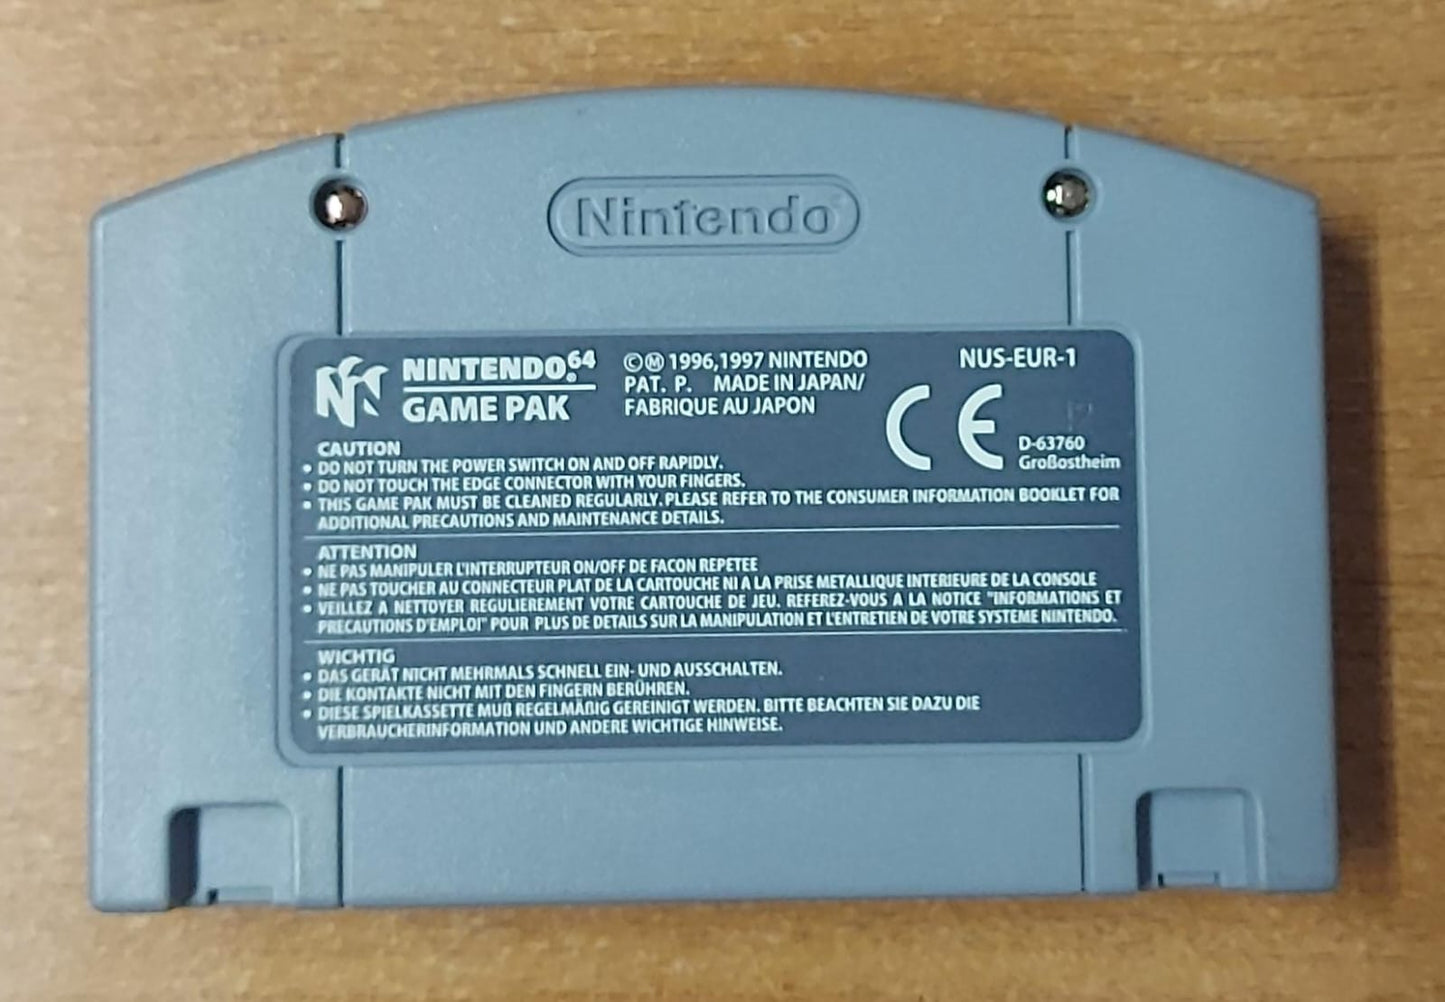 Nintendo
NINTENDO64
GAME PAK
©Ⓜ 1996,1997 NINTENDO
PAT. P. MADE IN JAPAN/
FABRIQUE AU JAPON
NUS-EUR-1
CE
D-63760
Großostheim
CAUTION
• DO NOT TURN THE POWER SWITCH ON AND OFF RAPIDLY.
• DO NOT TOUCH THE EDGE CONNECTOR WITH YOUR FINGERS.
• THIS GAME PAK MUST BE CLEANED REGULARLY. PLEASE REFER TO THE CONSUMER INFORMATION BOOKLET FOR
ADDITIONAL PRECAUTIONS AND MAINTENANCE DETAILS.
ATTENTION
• NE PAS MANIPULER L'INTERRUPTEUR ON/OFF DE FACON REPETEE
• NE PAS TOUCHER AU CONNECTEUR PLAT DE LA CARTOUCHE NI A LA PRISE METALLIQUE INTERIEURE DE LA CONSOLE
• VEILLEZ A NETTOYER REGULIEREMENT VOTRE CARTOUCHE DE JEU. REFEREZ-VOUS A LA NOTICE "INFORMATIONS ET
PRECAUTIONS D'EMPLOI" POUR PLUS DE DETAILS SUR LA MANIPULATION ET L'ENTRETIEN DE VOTRE SYSTEME NINTENDO.
WICHTIG
• DAS GERÄT NICHT MEHRMALS SCHNELL EIN- UND AUSSCHALTEN.
• DIE KONTAKTE NICHT MIT DEN FINGERN BERÜHREN.
• DIESE SPIELKASSETTE MUß REGELMÄßIG GEREINIGT WERDEN. BITTE BEACHTEN SIE DAZU DIE
VERBRAUCHERINFORMATION UND ANDERE WICHTIGE HINWEISE.